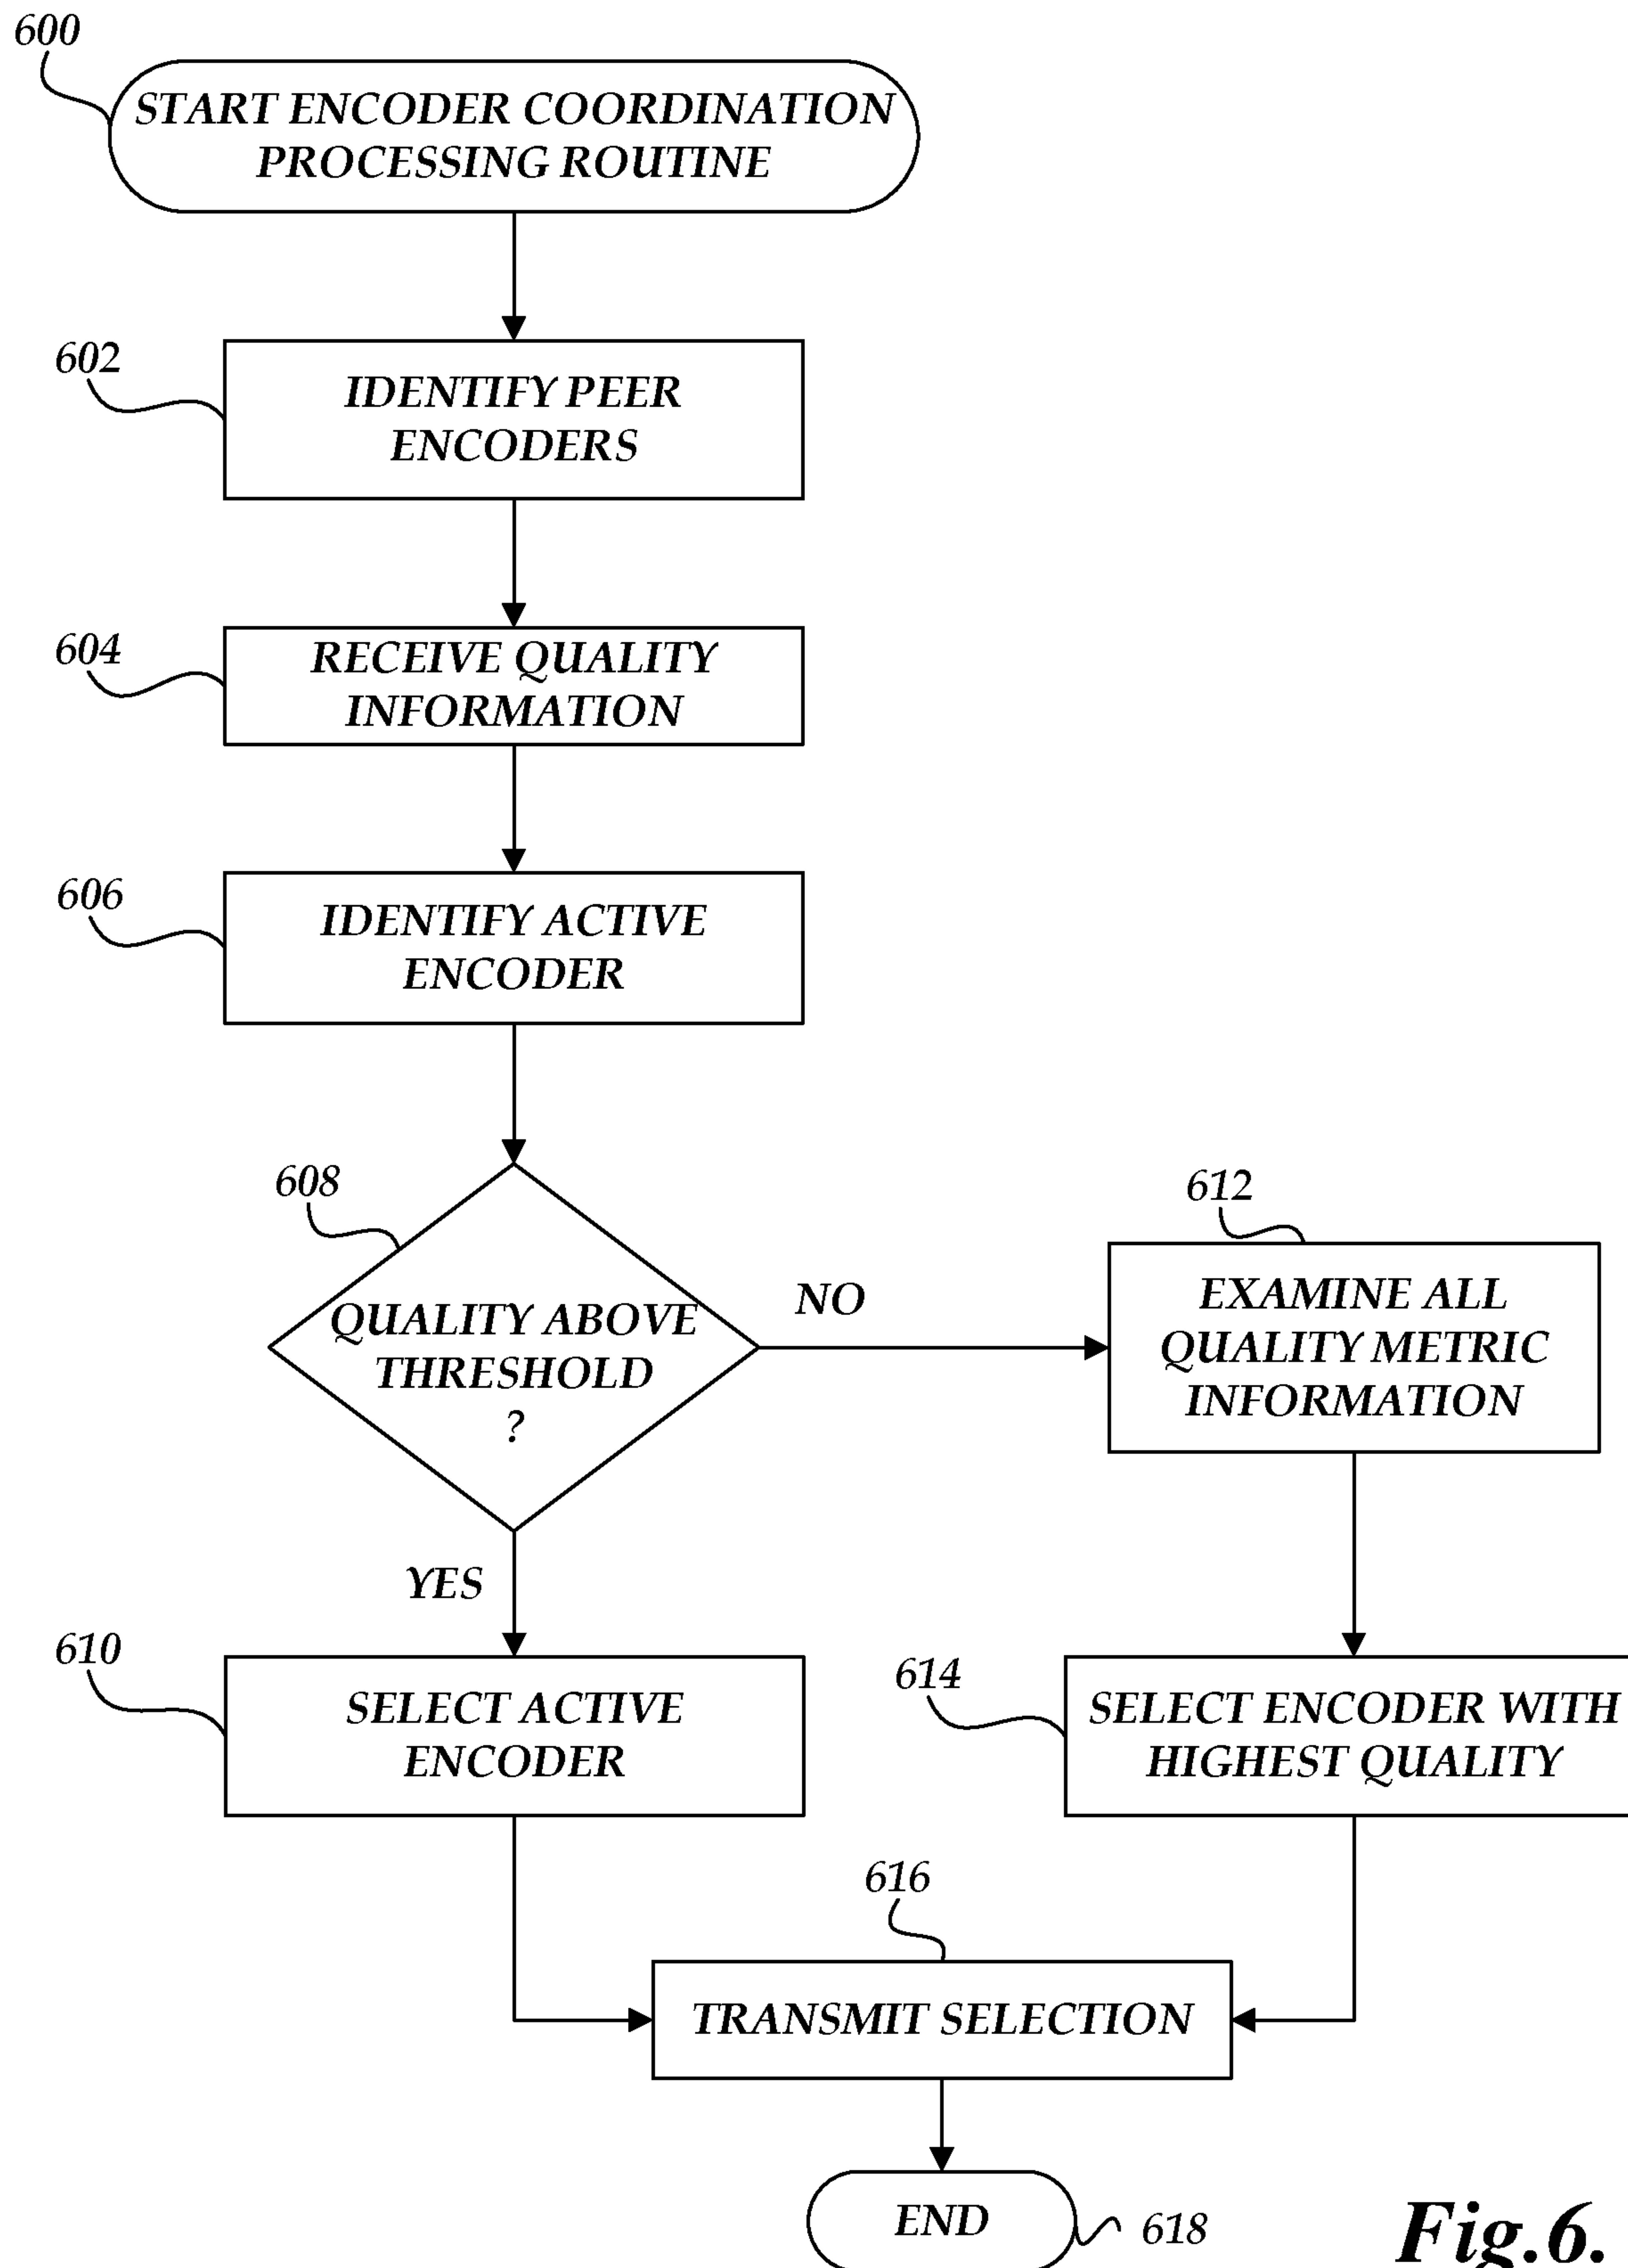 600
START ENCODER COORDINATION
PROCESSING ROUTINE
602
IDENTIFY PEER
ENCODERS
604
RECEIVE QUALITY
INFORMATION
606
IDENTIFY ACTIVE
ENCODER
608
QUALITY ABOVE
THRESHOLD
?
NO
612
EXAMINE ALL
QUALITY METRIC
INFORMATION
YES
610
SELECT ACTIVE
ENCODER
614
SELECT ENCODER WITH
HIGHEST QUALITY
616
TRANSMIT SELECTION
END
618
Fig.6.